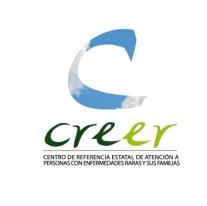 creer
CENTRO DE REFERENCIA ESTATAL DE ATENCIÓN A
PERSONAS CON ENFERMEDADES RARAS Y SUS FAMILIAS